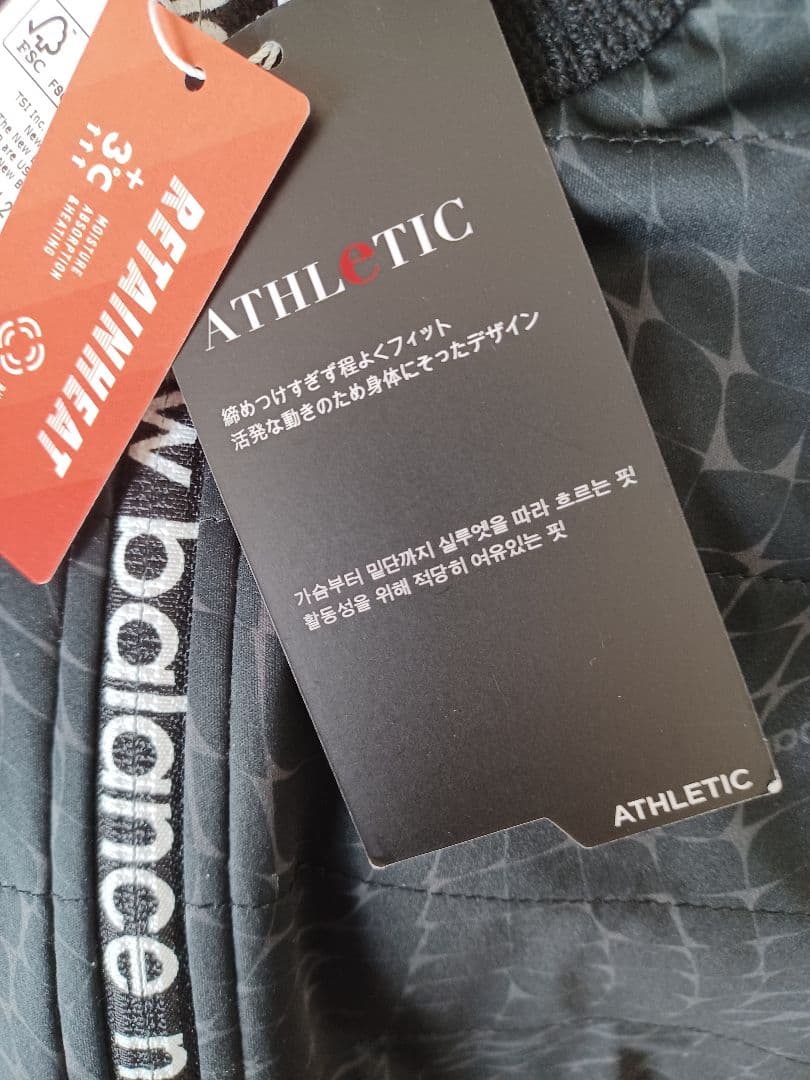 FSC
TSI Inc
+3℃
MOISTURE
ABSORPTION
&HEATING
RETAINHEAT
ATHLeTIC
締めつけすぎず程よくフィット
活発な動きのため身体にそったデザイン
가슴부터 밑단까지 실루엣을 따라 흐르는 핏
활동성을 위해 적당히 여유있는 핏
ATHLETIC
w balance n